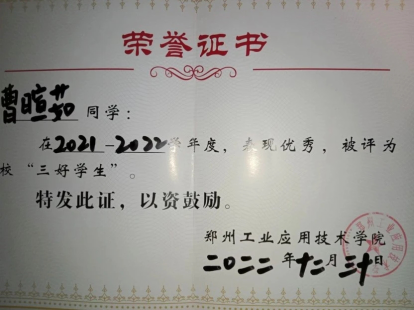 荣誉证书
曹暄茹 同学：
在2021-2022学年度，表现优秀，被评为
校“三好学生”。
特发此证，以资鼓励。
郑州工业应用技术学院
二〇二二年十二月三十日